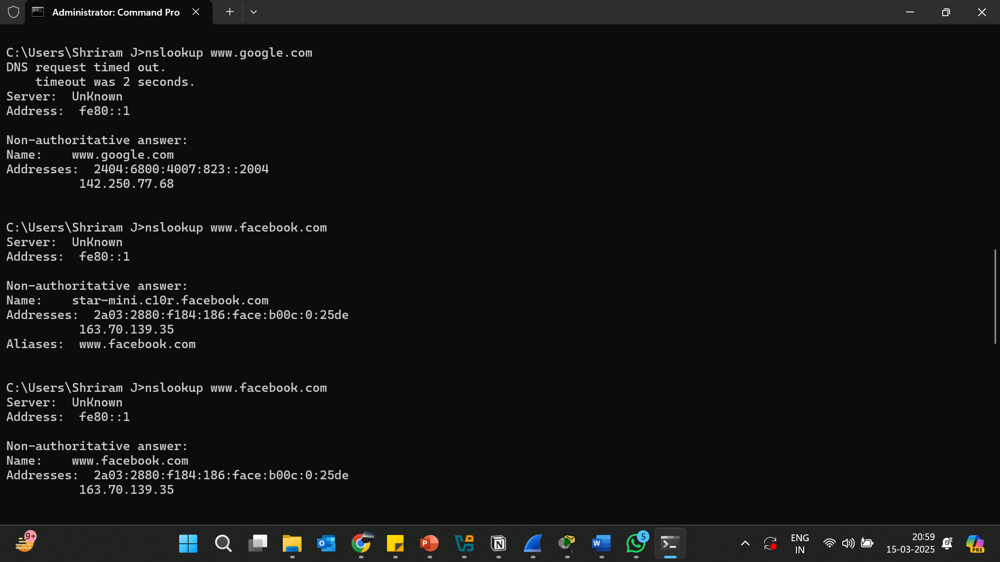 Administrator: Command Pro
C:\Users\Shriram J>nslookup www.google.com
DNS request timed out.
    timeout was 2 seconds.
Server:  UnKnown
Address:  fe80::1
Non-authoritative answer:
Name:    www.google.com
Addresses:  2404:6800:4007:823::2004
          142.250.77.68
C:\Users\Shriram J>nslookup www.facebook.com
Server:  UnKnown
Address:  fe80::1
Non-authoritative answer:
Name:    star-mini.c10r.facebook.com
Addresses:  2a03:2880:f184:186:face:b00c:0:25de
          163.70.139.35
Aliases:  www.facebook.com
C:\Users\Shriram J>nslookup www.facebook.com
Server:  UnKnown
Address:  fe80::1
Non-authoritative answer:
Name:    www.facebook.com
Addresses:  2a03:2880:f184:186:face:b00c:0:25de
          163.70.139.35
9+
5
ENG
IN
20:59
15-03-2025
PRE